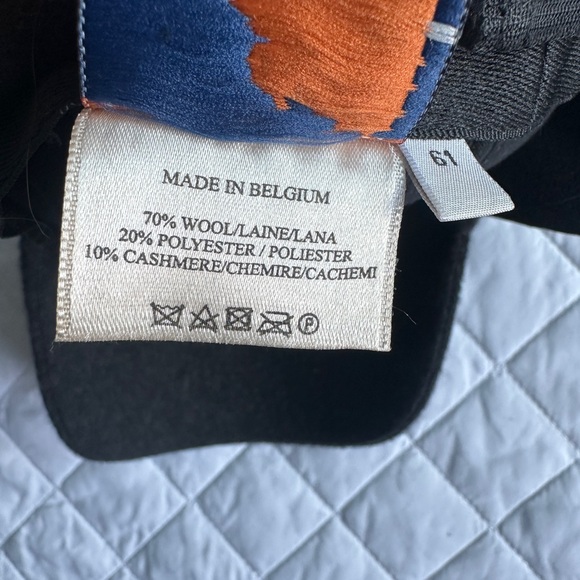 61
MADE IN BELGIUM
70% WOOL/LAINE/LANA
20% POLYESTER / POLIESTER
10% CASHMERE/CHEMIRE/CACHEMI
P